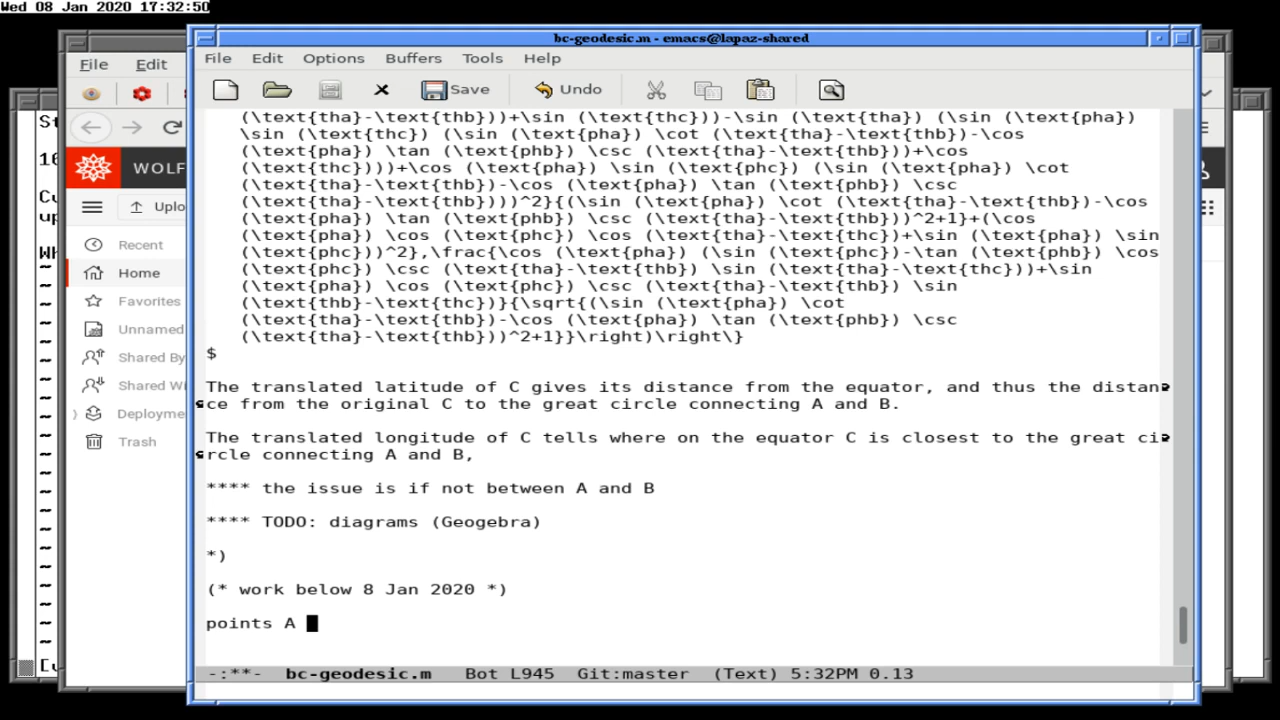 Wed 08 Jan 2020 17:32:50
bc-geodesic.m - emacs@lapaz-shared
File Edit
File Edit Options Buffers Tools Help
Save Undo
WOLF
Uplo
Recent
Home
Favorites
Unnamed
Shared By
Shared Wi
Deployme
Trash
(\text{tha}-\text{thb}))+\sin (\text{thc}))-\sin (\text{tha}) (\sin (\text{pha})
\sin (\text{thc}) (\sin (\text{pha}) \cot (\text{tha}-\text{thb})-\cos
(\text{pha}) \tan (\text{phb}) \csc (\text{tha}-\text{thb}))+\cos
(\text{thc})))+\cos (\text{pha}) \sin (\text{phc}) (\sin (\text{pha}) \cot
(\text{tha}-\text{thb})-\cos (\text{pha}) \tan (\text{phb}) \csc
(\text{tha}-\text{thb})))^2}{(\sin (\text{pha}) \cot (\text{tha}-\text{thb})-\cos
(\text{pha}) \tan (\text{phb}) \csc (\text{tha}-\text{thb}))^2+1}+(\cos
(\text{pha}) \cos (\text{phc}) \cos (\text{tha}-\text{thc})+\sin (\text{pha}) \sin
(\text{phc}))^2},\frac{\cos (\text{pha}) (\sin (\text{phc})-\tan (\text{phb}) \cos
(\text{phc}) \csc (\text{tha}-\text{thb}) \sin (\text{tha}-\text{thc}))+\sin
(\text{pha}) \cos (\text{phc}) \csc (\text{tha}-\text{thb}) \sin
(\text{thb}-\text{thc})}{\sqrt{(\sin (\text{pha}) \cot
(\text{tha}-\text{thb})-\cos (\text{pha}) \tan (\text{phb}) \csc
(\text{tha}-\text{thb}))^2+1}}\right)\right\}
$
The translated latitude of C gives its distance from the equator, and thus the distan
ce from the original C to the great circle connecting A and B.
The translated longitude of C tells where on the equator C is closest to the great ci
rcle connecting A and B,
**** the issue is if not between A and B
**** TODO: diagrams (Geogebra)
*)
(* work below 8 Jan 2020 *)
points A
-:**- bc-geodesic.m Bot L945 Git:master (Text) 5:32PM 0.13